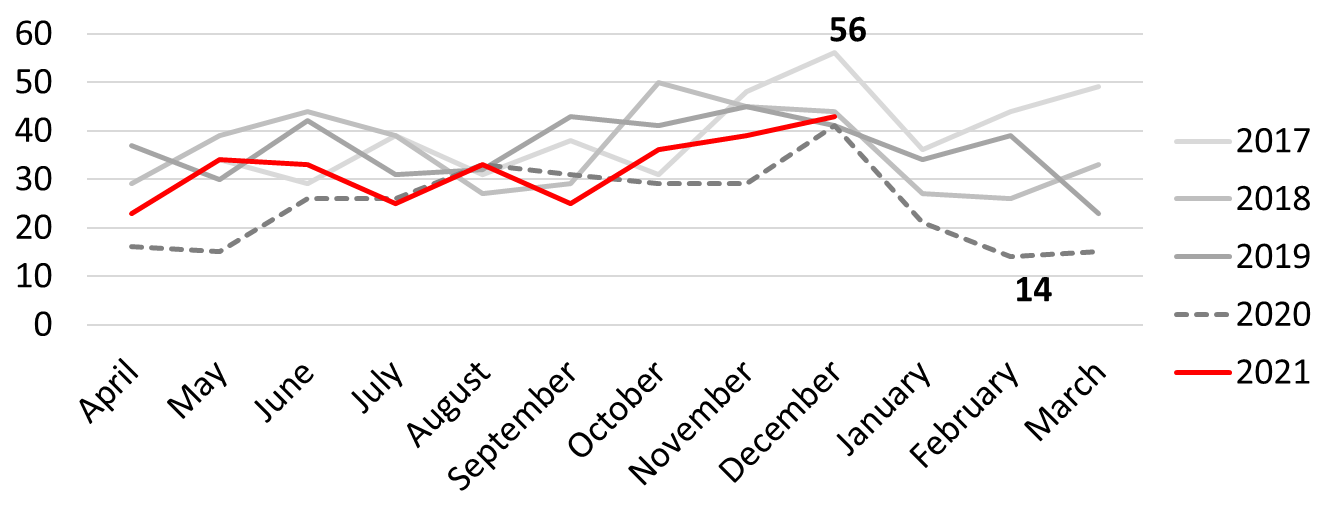 60
56
50
40
30
20
10
0
14
April
May
June
July
August
September
October
November
December
January
February
March
2017
2018
2019
2020
2021